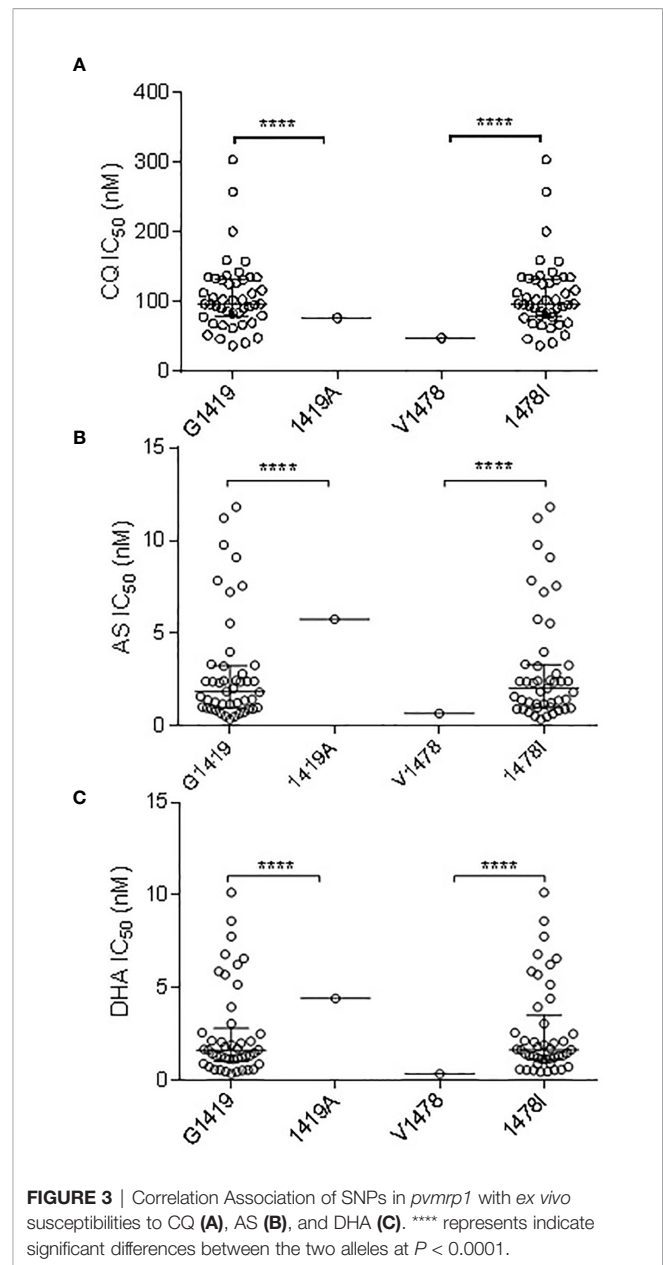 A
400
300
200
100
0
CQ IC50 (nM)
**** ****
G1419 1419A V1478 1478I
B
15
10
5
0
AS IC50 (nM)
**** ****
G1419 1419A V1478 1478I
C
15
10
5
0
DHA IC50 (nM)
**** ****
G1419 1419A V1478 1478I
FIGURE 3 | Correlation Association of SNPs in pvmrp1 with ex vivo
susceptibilities to CQ (A), AS (B), and DHA (C). **** represents indicate
significant differences between the two alleles at P < 0.0001.